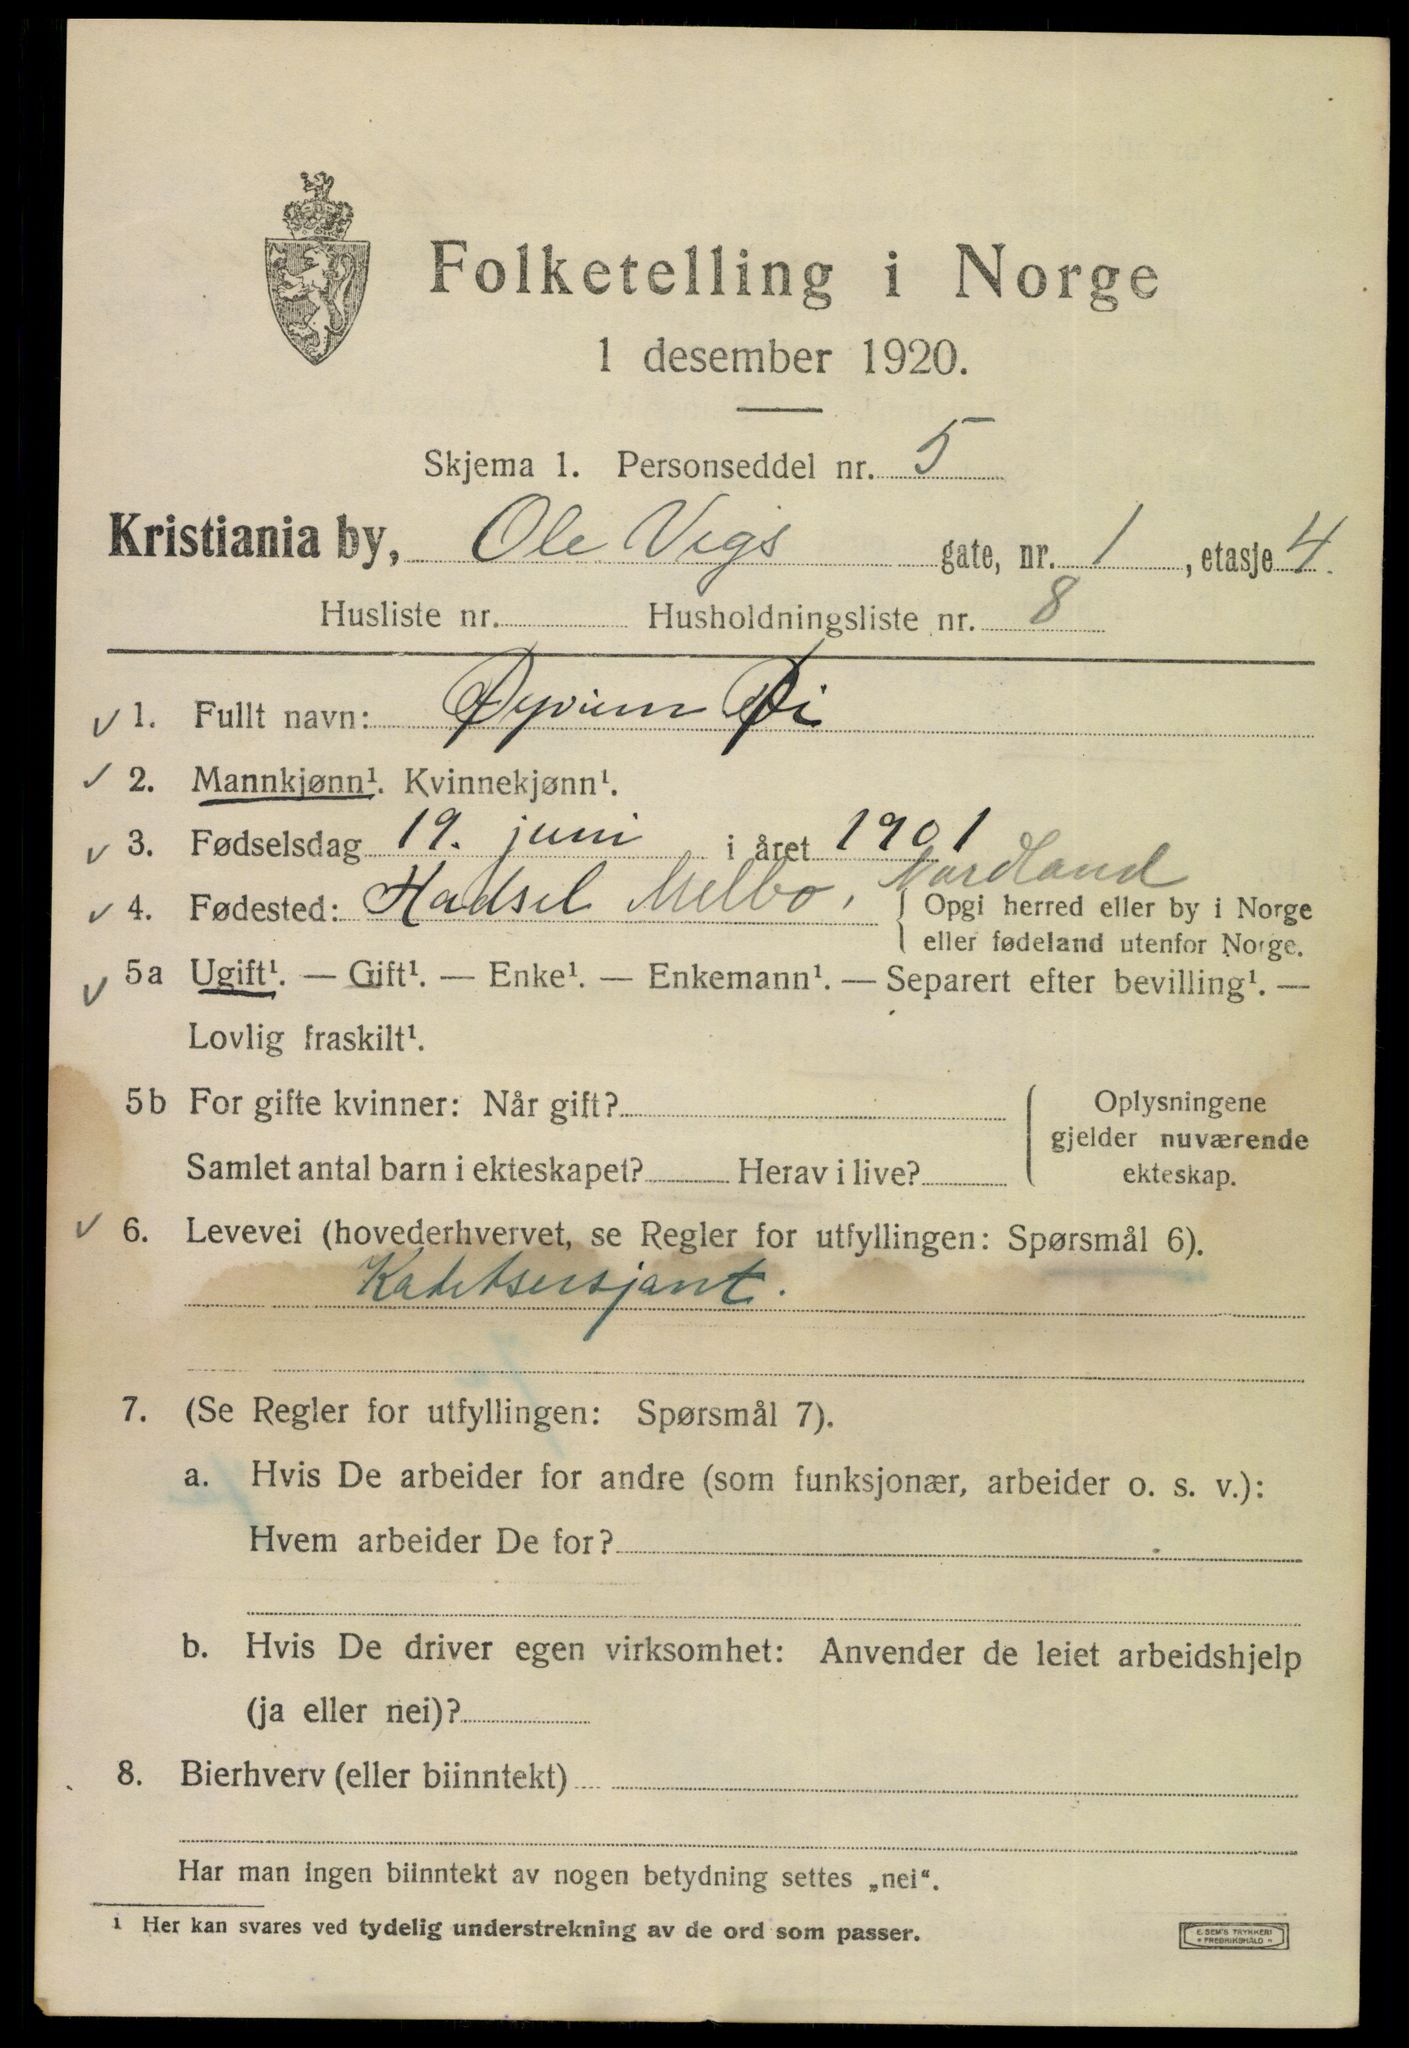 Folketelling i Norge
1 desember 1920.
Skjema 1. Personseddel nr. 5
Kristiania by, Ole Vigs gate, nr. 1, etasje 4.
Husliste nr. Husholdningsliste nr. 8
✓ 1. Fullt navn: Øyvinn Øi
✓ 2. Mannkjønn¹. Kvinnekjønn¹.
✓ 3. Fødselsdag 19. juni i året 1901
✓ 4. Fødested: Hadsel Melbo, Nordland
{ Opgi herred eller by i Norge
eller fødeland utenfor Norge.
✓ 5a Ugift¹. — Gift¹. — Enke¹. — Enkemann¹. — Separert efter bevilling¹. —
Lovlig fraskilt¹.
5b For gifte kvinner: Når gift?
Samlet antal barn i ekteskapet? Herav i live?
Oplysningene
gjelder nuværende
ekteskap.
✓ 6. Levevei (hovederhvervet, se Regler for utfyllingen: Spørsmål 6).
Kadetsersjant.
7. (Se Regler for utfyllingen: Spørsmål 7).
a. Hvis De arbeider for andre (som funksjonær, arbeider o. s. v.):
Hvem arbeider De for?
b. Hvis De driver egen virksomhet: Anvender de leiet arbeidshjelp
(ja eller nei)?
8. Bierhverv (eller biinntekt)
Har man ingen biinntekt av nogen betydning settes „nei“.
¹ Her kan svares ved tydelig understrekning av de ord som passer.
E. SEM'S TRYKKERI
* FREDRIKSHALD *